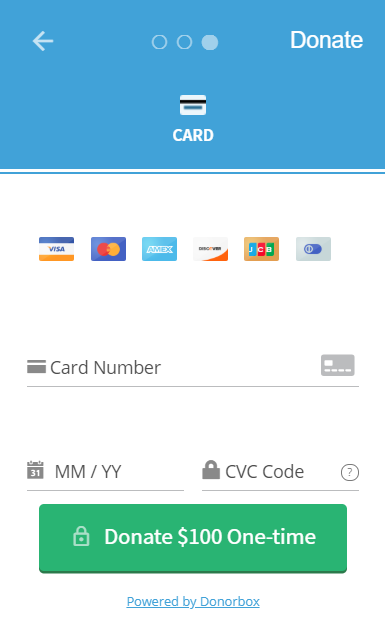 Donate
CARD
VISA
AMEX
DISCOVER
JCB
Card Number
31
MM / YY
CVC Code
?
Donate $100 One-time
Powered by Donorbox